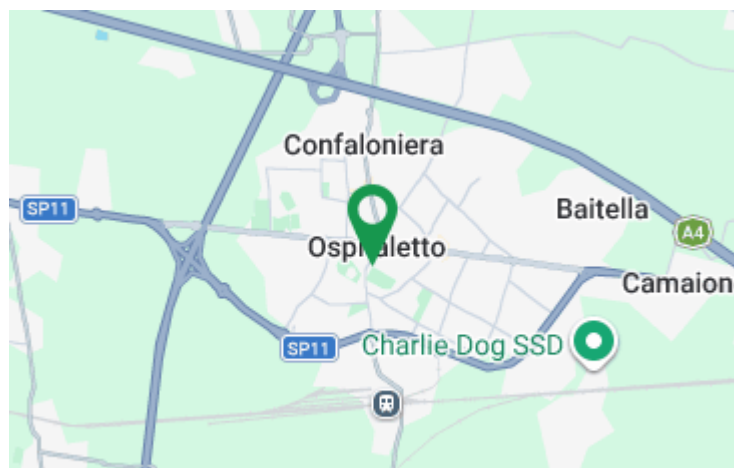 Confaloniera
SP11
Baitella
A4
Ospitaletto
Camaion
SP11
Charlie Dog SSD